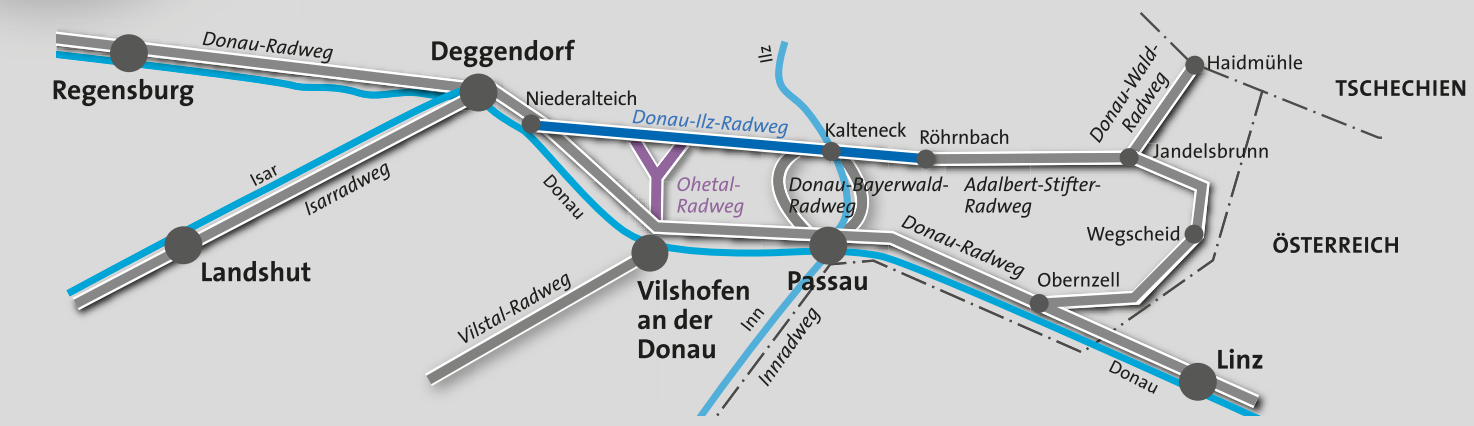 Donau-Radweg
Regensburg
Deggendorf
Niederalteich
Donau-Ilz-Radweg
Ilz
Kalteneck
Röhrnbach
Donau-Wald-
Radweg
Haidmühle
TSCHECHIEN
Jandelsbrunn
Isar
Isarradweg
Landshut
Donau
Ohetal-
Radweg
Donau-Bayerwald-
Radweg
Adalbert-Stifter-
Radweg
Wegscheid
ÖSTERREICH
Donau-Radweg
Obernzell
Passau
Vilstal-Radweg
Vilshofen
an der
Donau
Inn
Innradweg
Donau
Linz